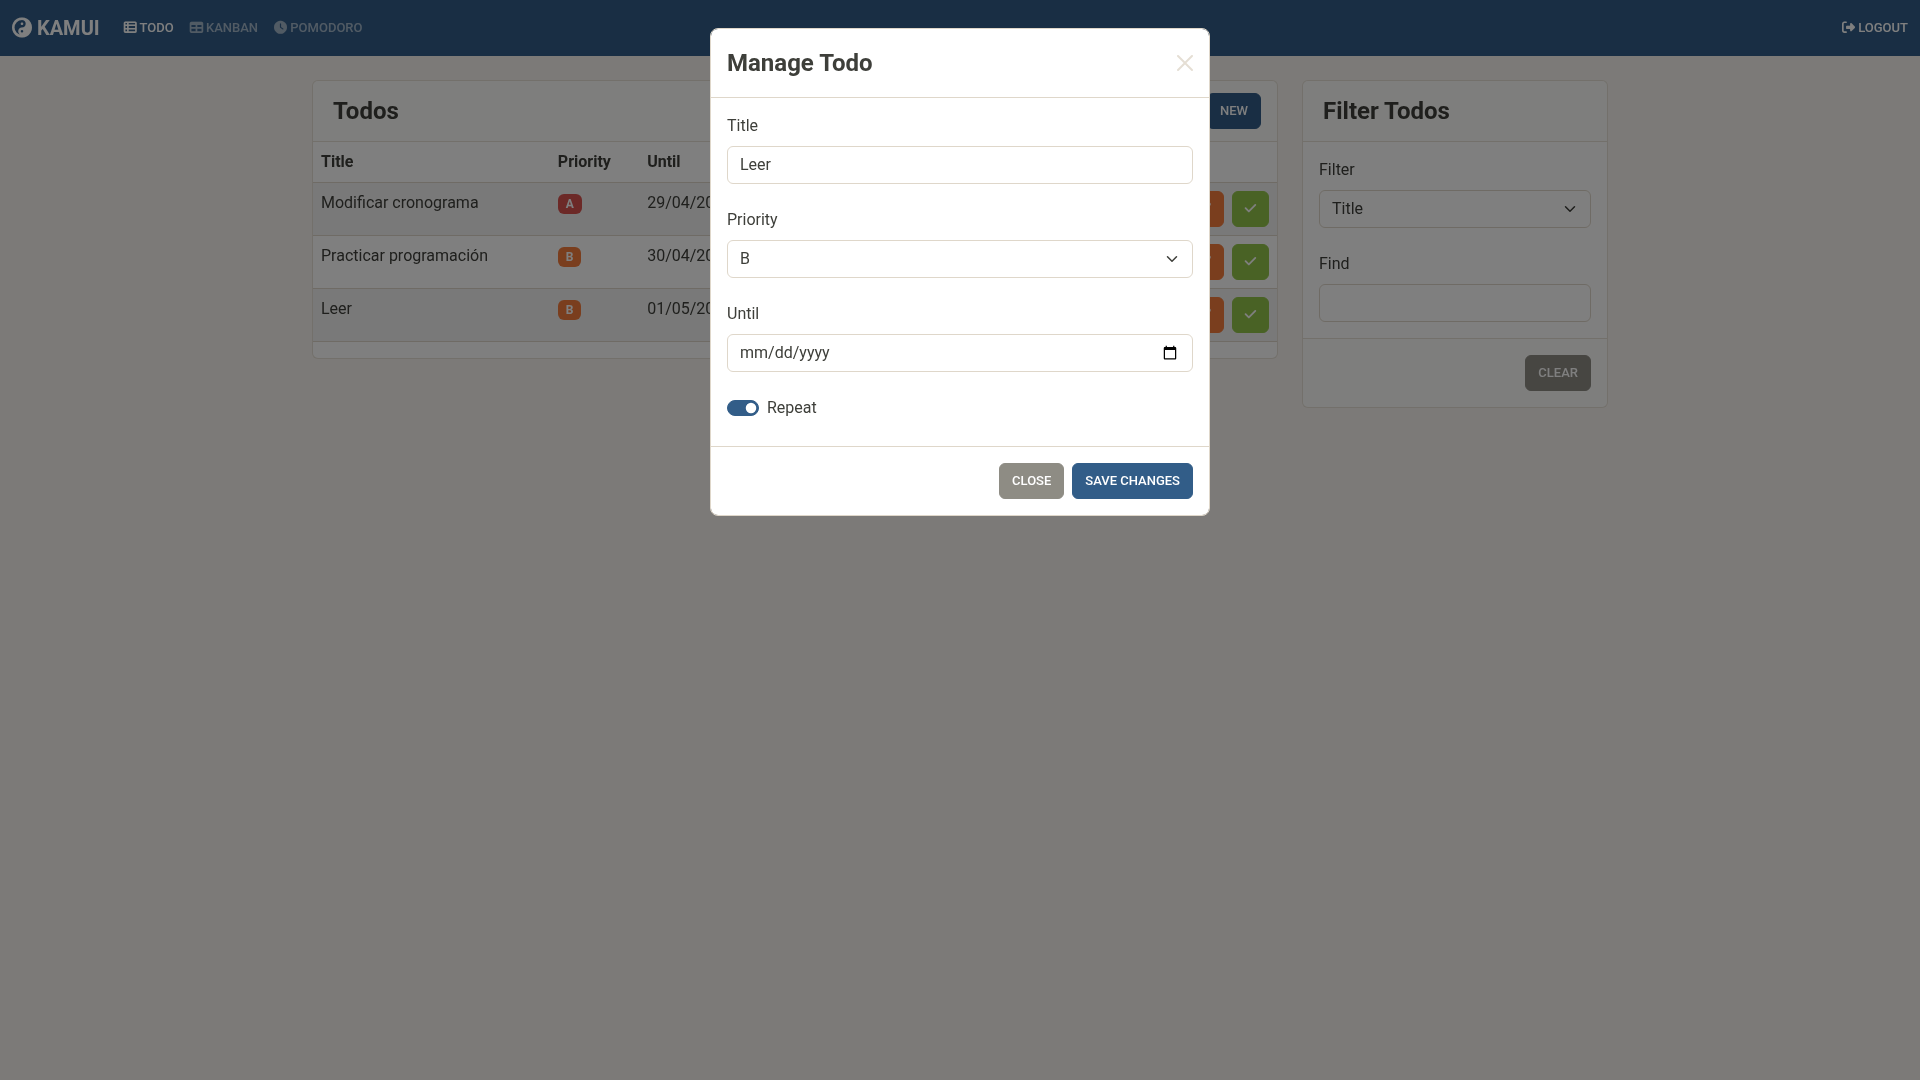 KAMUI TODO KANBAN POMODORO LOGOUT
Todos NEW
Title Priority Until
Modificar cronograma A 29/04/20
Practicar programación B 30/04/20
Leer B 01/05/20
Manage Todo
Title
Leer
Priority
B
Until
mm/dd/yyyy
Repeat
CLOSE SAVE CHANGES
Filter Todos
Filter
Title
Find
CLEAR